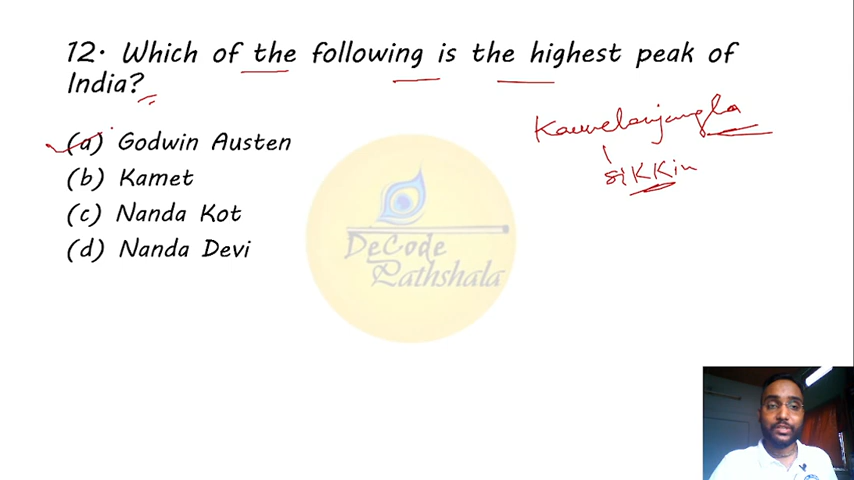 12. Which of the following is the highest peak of
India?
(a) Godwin Austen
(b) Kamet
(c) Nanda Kot
(d) Nanda Devi
SIKKIM
DeCode
Pathshala